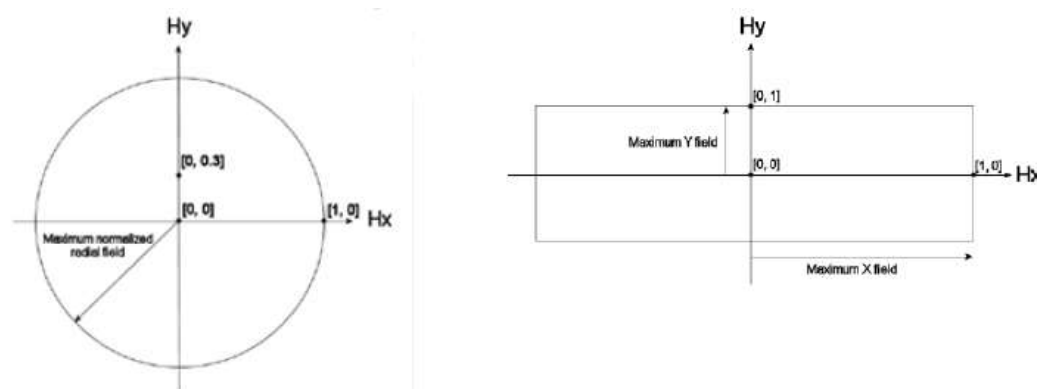 Hy
[0, 0.3]
[0, 0]
[1, 0]
Hx
Maximum normalized
redial field
Hy
[0, 1]
Maximum Y field
[0, 0]
[1, 0]
Hx
Maximum X field